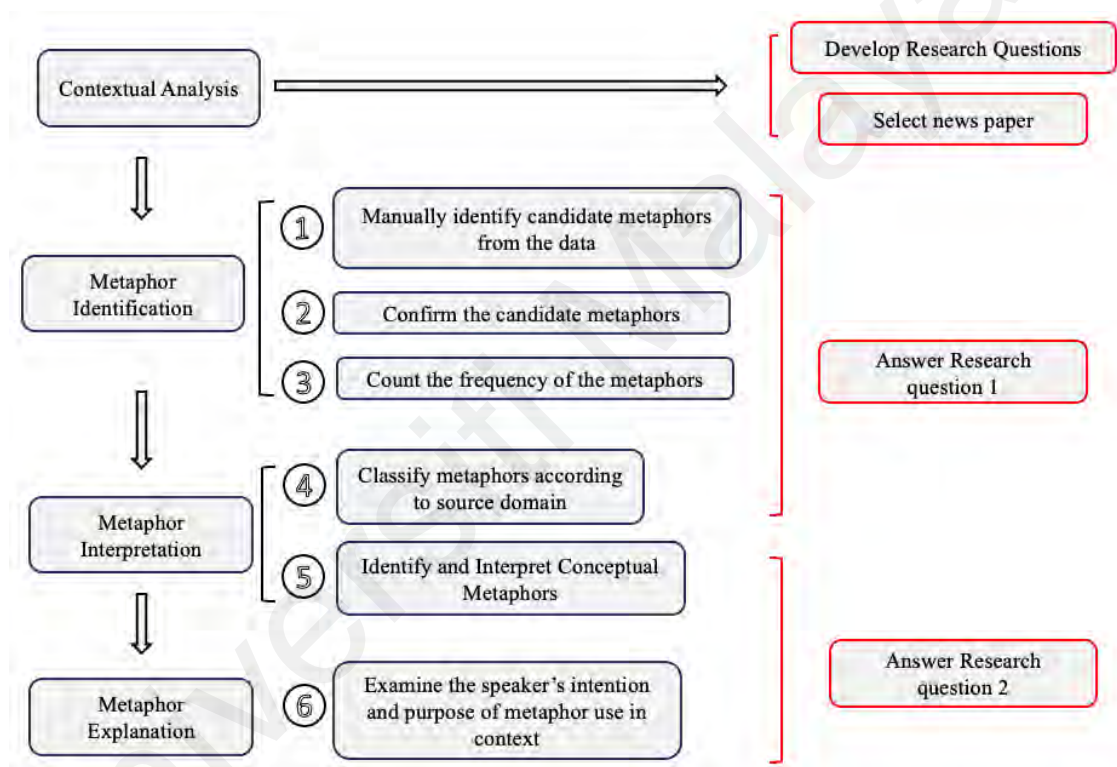 Contextual Analysis
Develop Research Questions
Select news paper
Metaphor
Identification
1
Manually identify candidate metaphors
from the data
2
Confirm the candidate metaphors
3
Count the frequency of the metaphors
Answer Research
question 1
Metaphor
Interpretation
4
Classify metaphors according
to source domain
5
Identify and Interpret Conceptual
Metaphors
Metaphor
Explanation
6
Examine the speaker's intention
and purpose of metaphor use in
context
Answer Research
question 2
versiti Malaya